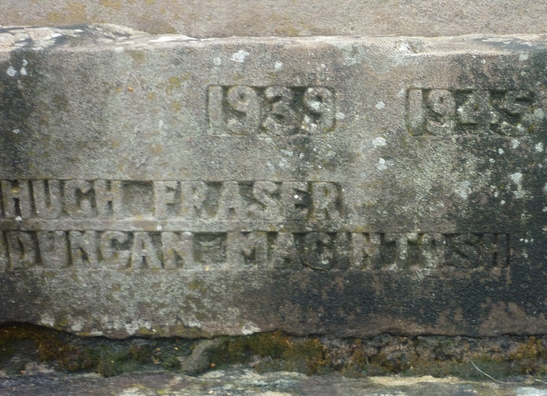 1939 1945
HUGH FRASER
DUNCAN MACINTOSH